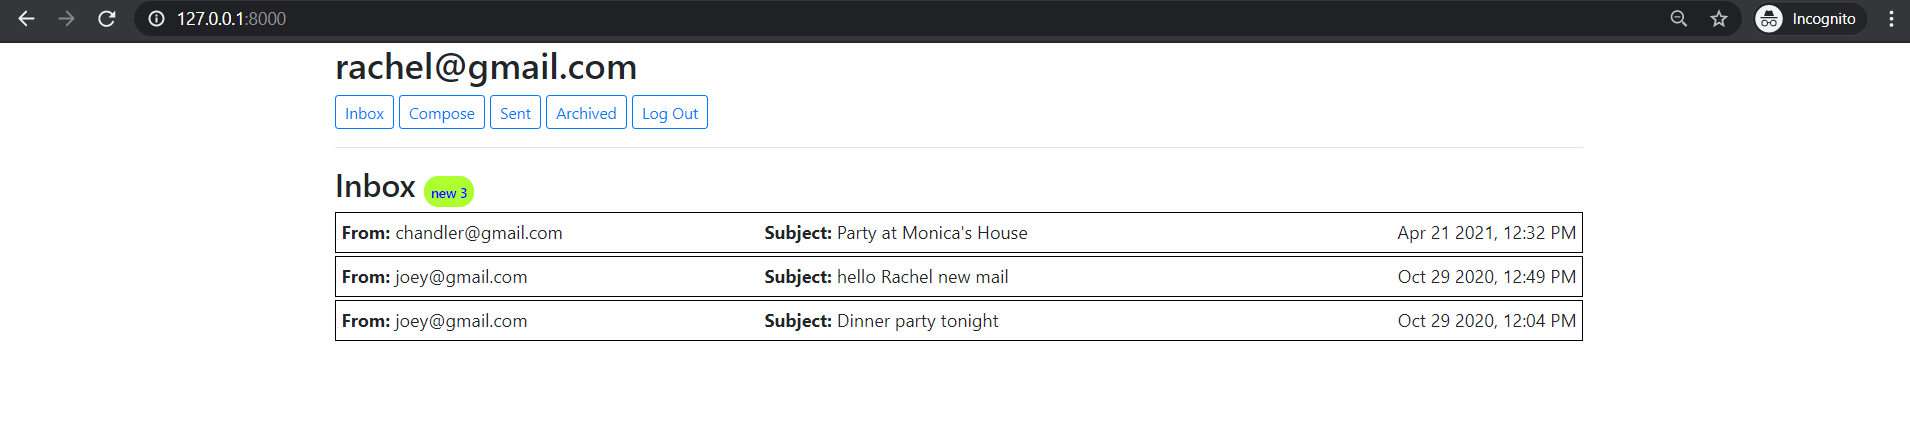 127.0.0.1:8000 Incognito
rachel@gmail.com
Inbox Compose Sent Archived Log Out
Inbox new 3
From: chandler@gmail.com Subject: Party at Monica's House Apr 21 2021, 12:32 PM
From: joey@gmail.com Subject: hello Rachel new mail Oct 29 2020, 12:49 PM
From: joey@gmail.com Subject: Dinner party tonight Oct 29 2020, 12:04 PM